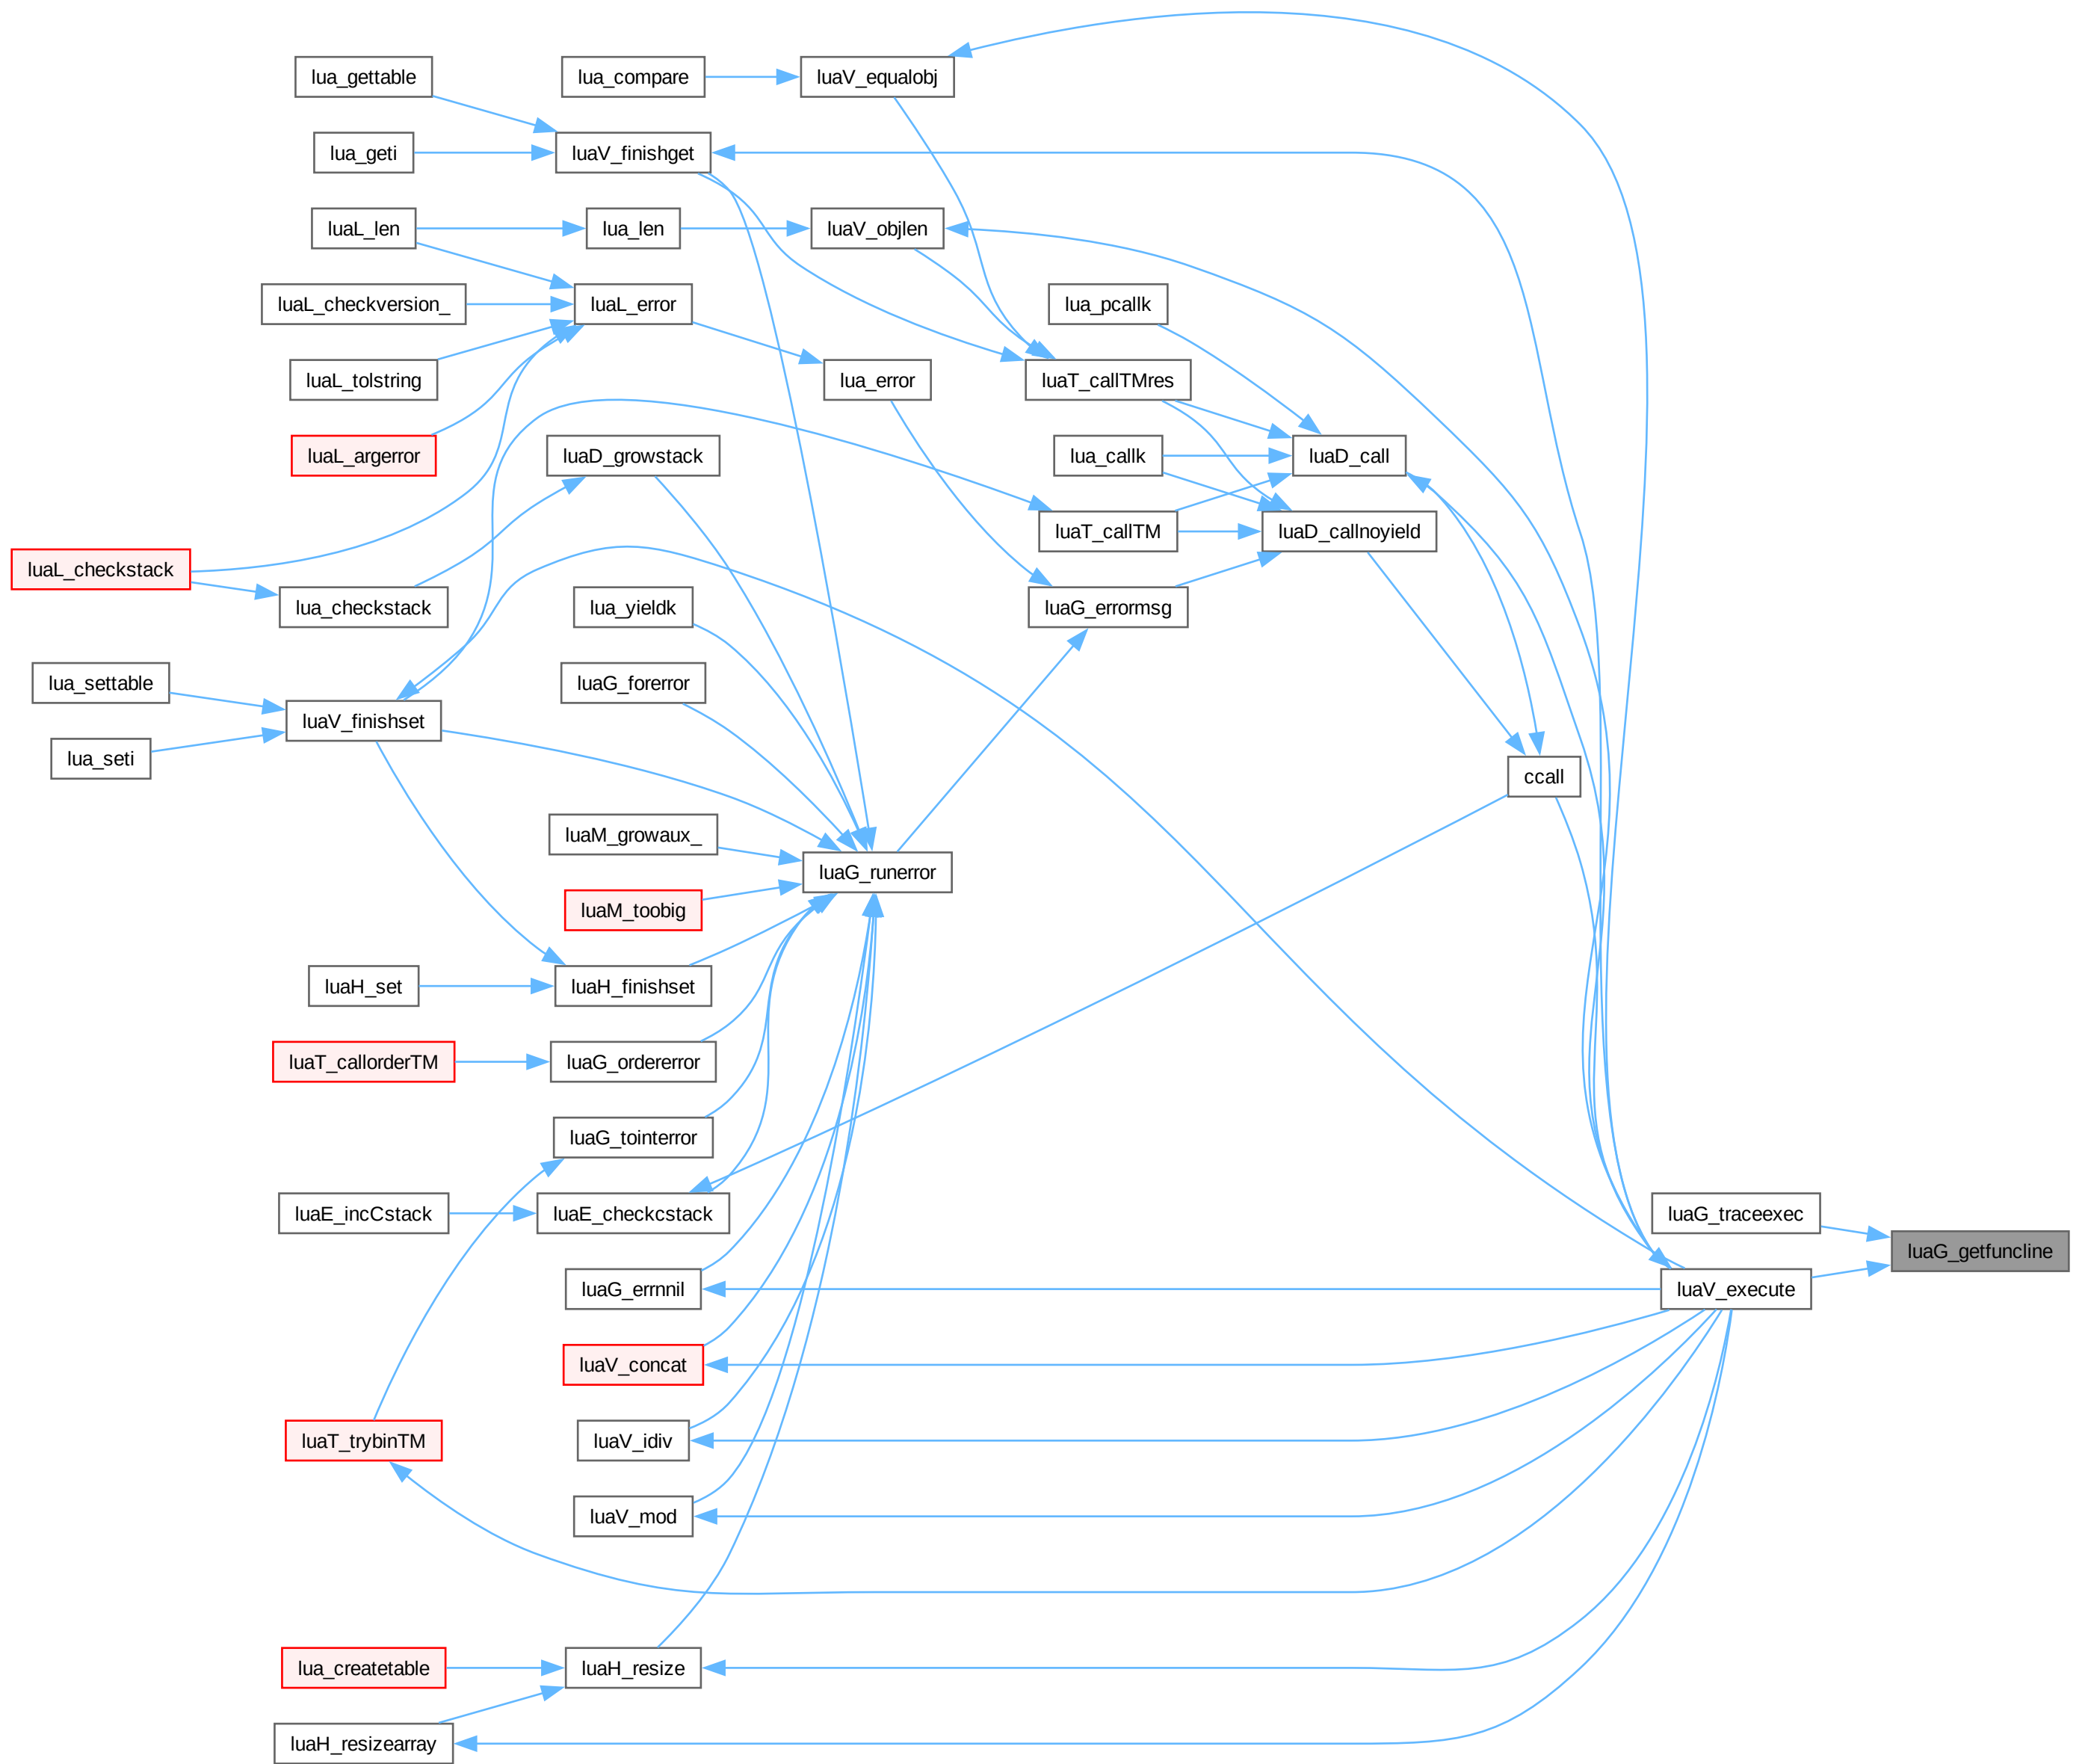 lua_gettable
lua_compare
luaV_equalobj
lua_geti
luaV_finishget
luaL_len
lua_len
luaV_objlen
luaL_checkversion_
luaL_error
lua_pcallk
luaL_tolstring
lua_error
luaT_callTMres
luaL_argerror
luaD_growstack
lua_callk
luaD_call
luaT_callTM
luaD_callnoyield
luaL_checkstack
lua_checkstack
lua_yieldk
luaG_errormsg
lua_settable
luaG_forerror
luaV_finishset
lua_seti
ccall
luaM_growaux_
luaG_runerror
luaM_toobig
luaH_set
luaH_finishset
luaT_callorderTM
luaG_ordererror
luaG_tointerror
luaE_incCstack
luaE_checkcstack
luaG_traceexec
luaG_getfuncline
luaG_errnnil
luaV_execute
luaV_concat
luaT_trybinTM
luaV_idiv
luaV_mod
lua_createtable
luaH_resize
luaH_resizearray